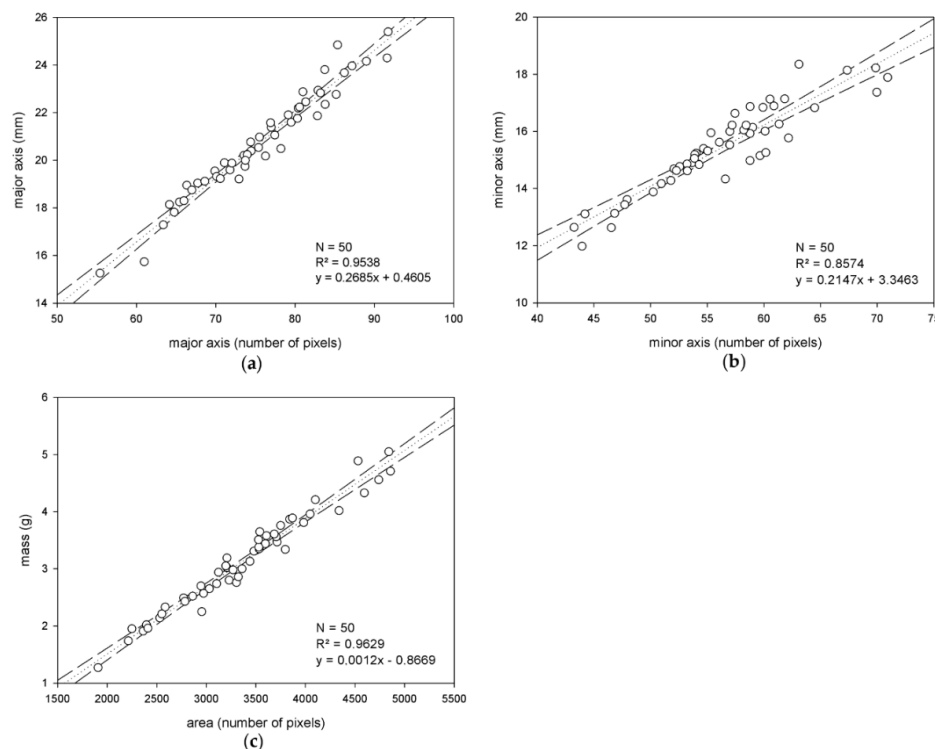 26
24
22
20
18
16
14
major axis (mm)
50 60 70 80 90 100
major axis (number of pixels)
N = 50
R² = 0.9538
y = 0.2685x + 0.4605
(a)
20
18
16
14
12
10
minor axis (mm)
40 45 50 55 60 65 70 75
minor axis (number of pixels)
N = 50
R² = 0.8574
y = 0.2147x + 3.3463
(b)
6
5
4
3
2
1
mass (g)
1500 2000 2500 3000 3500 4000 4500 5000 5500
area (number of pixels)
N = 50
R² = 0.9629
y = 0.0012x - 0.8669
(c)